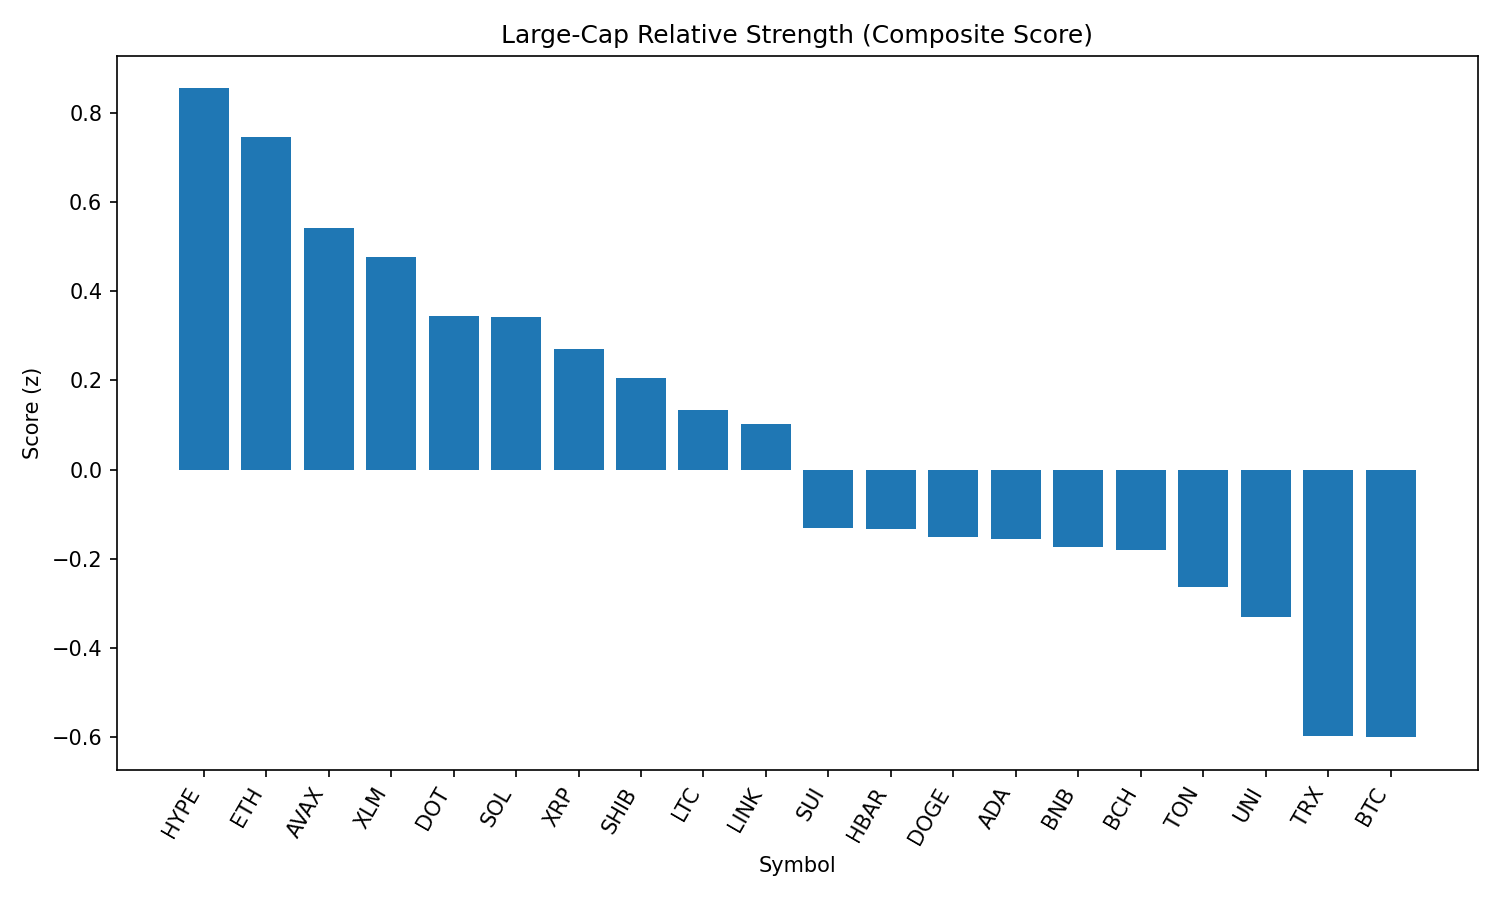 Large-Cap Relative Strength (Composite Score)
Score (z)
0.8
0.6
0.4
0.2
0.0
−0.2
−0.4
−0.6
HYPE
ETH
AVAX
XLM
DOT
SOL
XRP
SHIB
LTC
LINK
SUI
HBAR
DOGE
ADA
BNB
BCH
TON
UNI
TRX
BTC
Symbol